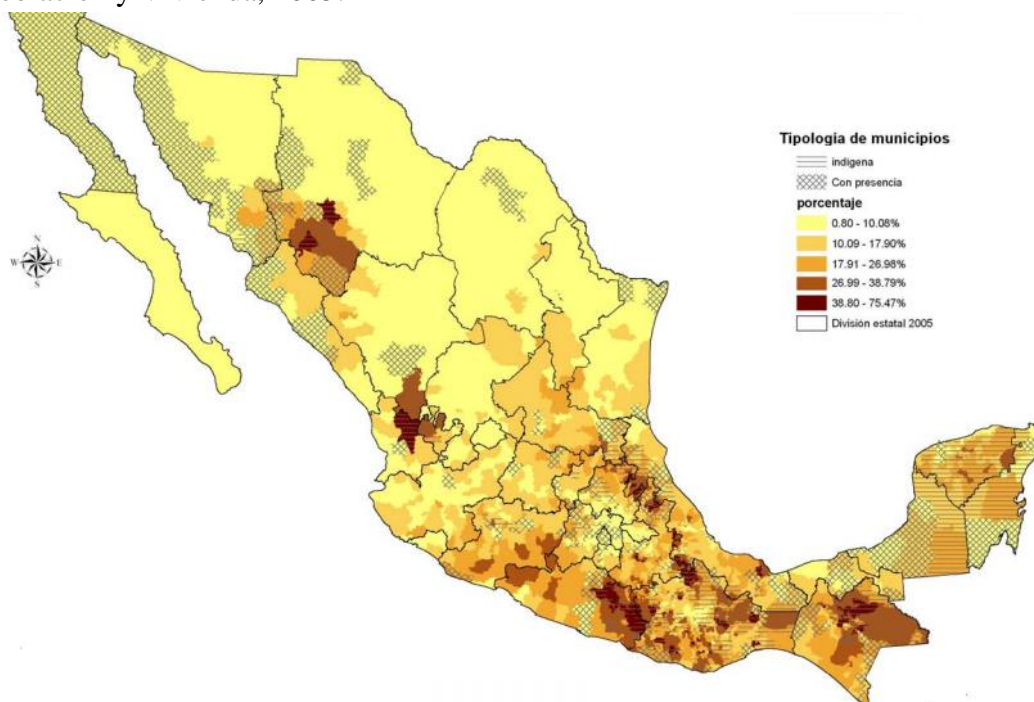 Tipología de municipios
indígena
Con presencia
porcentaje
0.80 - 10.08%
10.09 - 17.90%
17.91 - 26.98%
26.99 - 38.79%
38.80 - 75.47%
División estatal 2005
N
W E
S